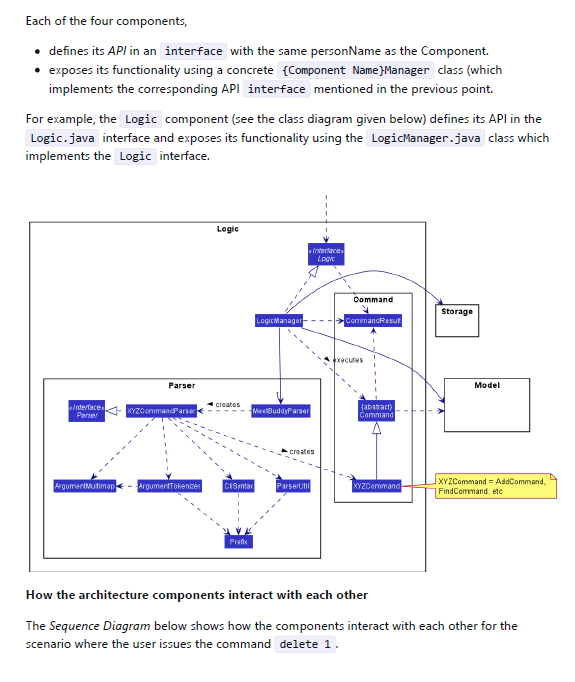 Each of the four components,
• defines its API in an interface with the same personName as the Component.
• exposes its functionality using a concrete {Component Name}Manager class (which
implements the corresponding API interface mentioned in the previous point.
For example, the Logic component (see the class diagram given below) defines its API in the
Logic.java interface and exposes its functionality using the LogicManager.java class which
implements the Logic interface.
Logic
«Interface»
Logic
Command
Storage
LogicManager
CommandResult
executes
Parser
Model
«Interface»
Parser
XYZCommandParser
creates
MeetBuddyParser
{abstract}
Command
creates
ArgumentMultimap
ArgumentTokenizer
CliSyntax
ParserUtil
XYZCommand
XYZCommand = AddCommand,
FindCommand, etc
Prefix
How the architecture components interact with each other
The Sequence Diagram below shows how the components interact with each other for the
scenario where the user issues the command delete 1.